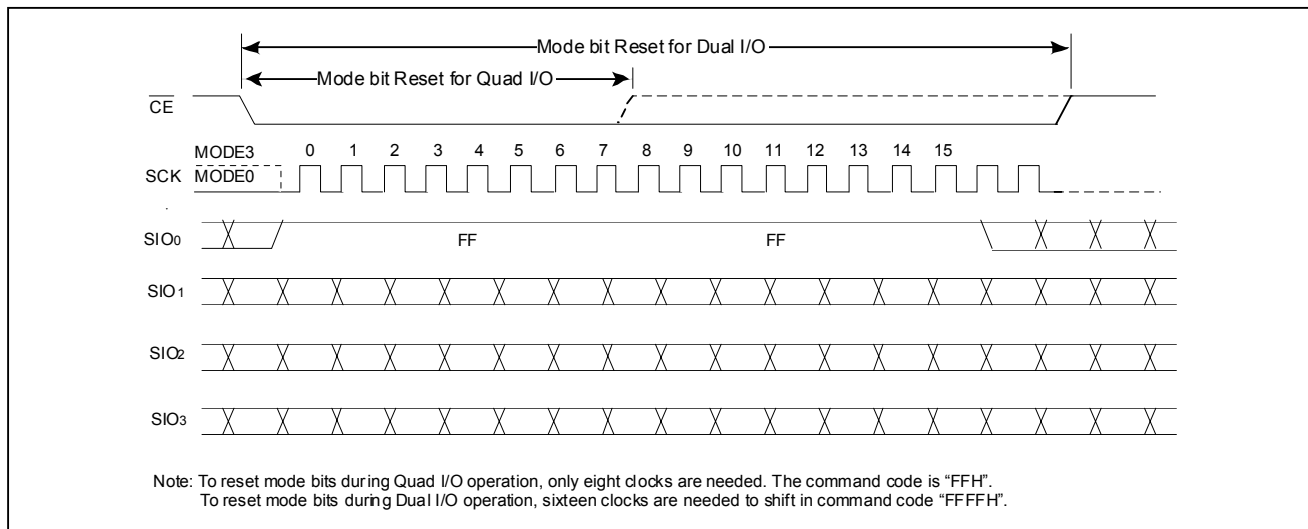 Mode bit Reset for Dual I/O
Mode bit Reset for Quad I/O
CE
MODE3 0 1 2 3 4 5 6 7 8 9 10 11 12 13 14 15
SCK MODE0
SIO0 FF FF
SIO1
SIO2
SIO3
Note: To reset mode bits during Quad I/O operation, only eight clocks are needed. The command code is “FFH”.
To reset mode bits during Dual I/O operation, sixteen clocks are needed to shift in command code “FFFFH”.